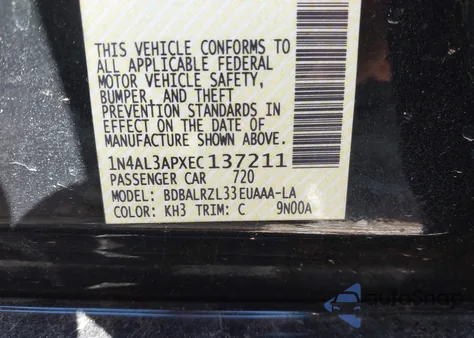 THIS VEHICLE CONFORMS TO
ALL APPLICABLE FEDERAL
MOTOR VEHICLE SAFETY,
BUMPER, AND THEFT
PREVENTION STANDARDS IN
EFFECT ON THE DATE OF
MANUFACTURE SHOWN ABOVE.
1N4AL3APXEC137211
PASSENGER CAR 720
MODEL: BDBALRZL33EUAAA-LA
COLOR: KH3 TRIM: C 9N00A
autoSnap